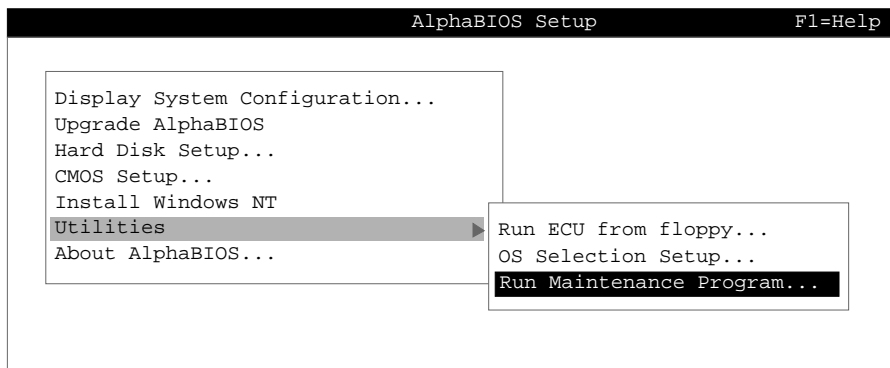 AlphaBIOS Setup F1=Help
Display System Configuration...
Upgrade AlphaBIOS
Hard Disk Setup...
CMOS Setup...
Install Windows NT
Utilities
About AlphaBIOS...
Run ECU from floppy...
OS Selection Setup...
Run Maintenance Program...